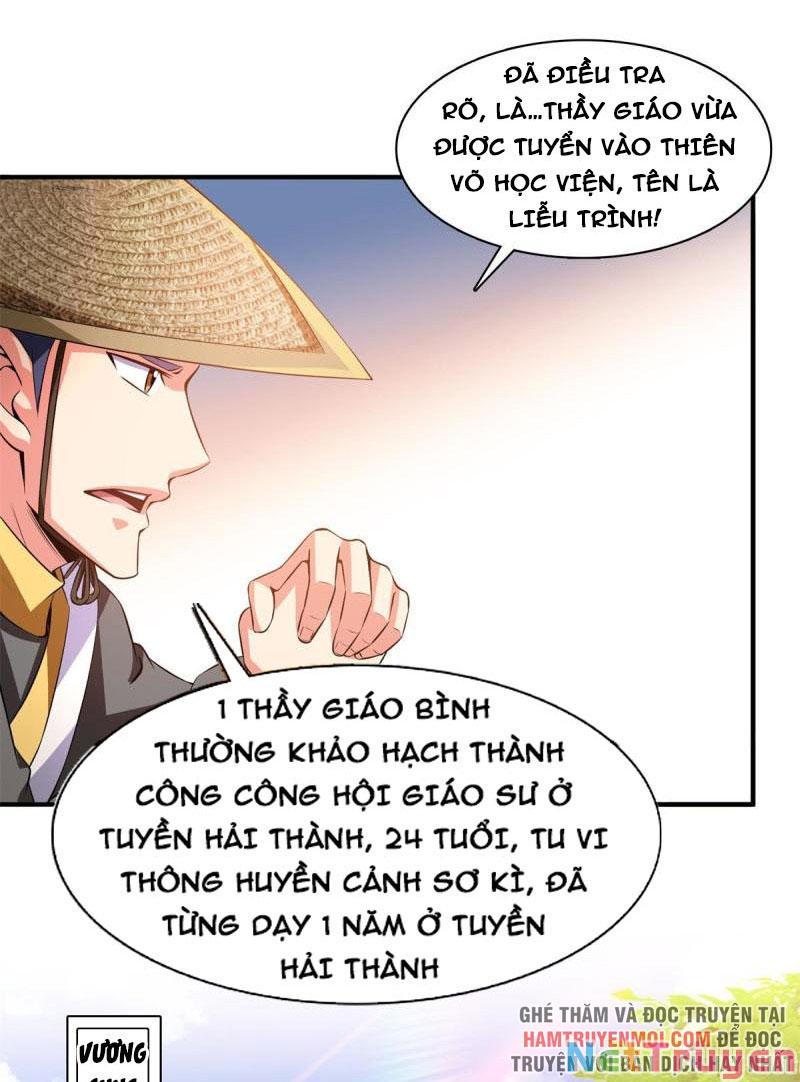 ĐÃ ĐIỀU TRA
RÕ, LÀ...THẦY GIÁO VỪA
ĐƯỢC TUYỂN VÀO THIÊN
VÕ HỌC VIỆN, TÊN LÀ
LIỄU TRÌNH!
1 THẦY GIÁO BÌNH
THƯỜNG KHẢO HẠCH THÀNH
CÔNG CÔNG HỘI GIÁO SƯ Ở
TUYỀN HẢI THÀNH, 24 TUỔI, TU VI
THÔNG HUYỀN CẢNH SƠ KÌ, ĐÃ
TỪNG DẠY 1 NĂM Ở TUYỀN
HẢI THÀNH
GHÉ THĂM VÀ ĐỌC TRUYỆN TẠI
HAMTRUYENMOI.COM ĐỂ ĐỌC
TRUYỆN VỚI BẢN DỊCH HAY NHẤT
NetTruyen
VƯƠNG